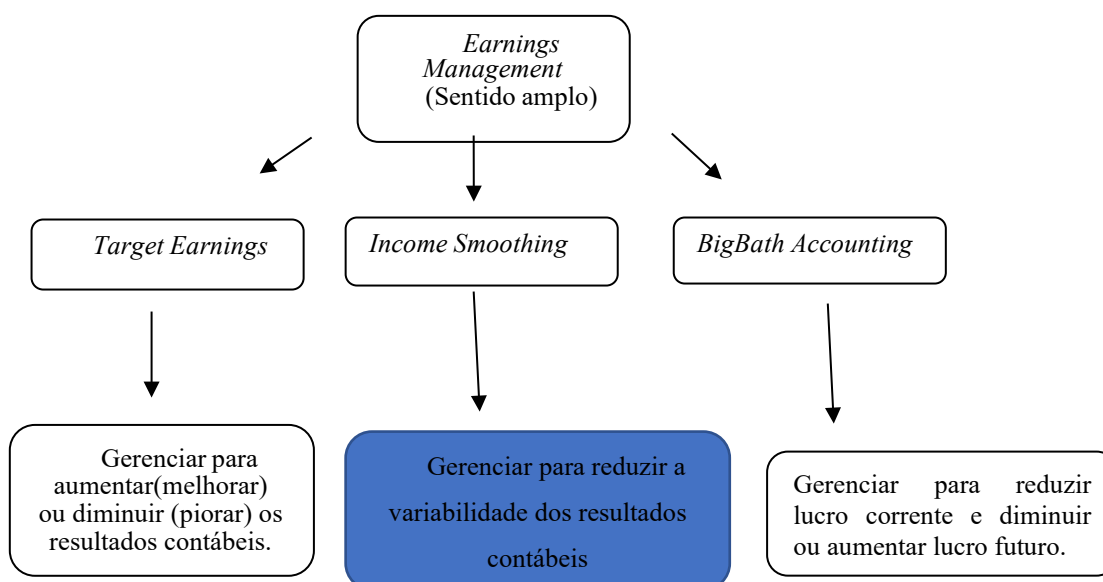 Earnings
Management
(Sentido amplo)
Target Earnings
Income Smoothing
BigBath Accounting
Gerenciar para
aumentar(melhorar)
ou diminuir (piorar) os
resultados contábeis.
Gerenciar para reduzir a
variabilidade dos resultados
contábeis
Gerenciar para reduzir
lucro corrente e diminuir
ou aumentar lucro futuro.